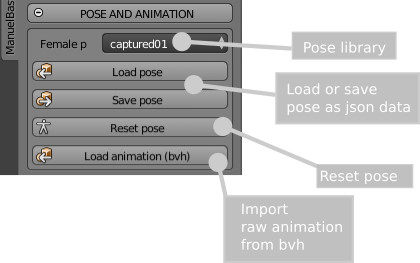 ManuelBas
POSE AND ANIMATION
Female p captured01
Pose library
Load pose
Load or save
pose as json data
Save pose
Reset pose
Reset pose
Load animation (bvh)
Import
raw animation
from bvh